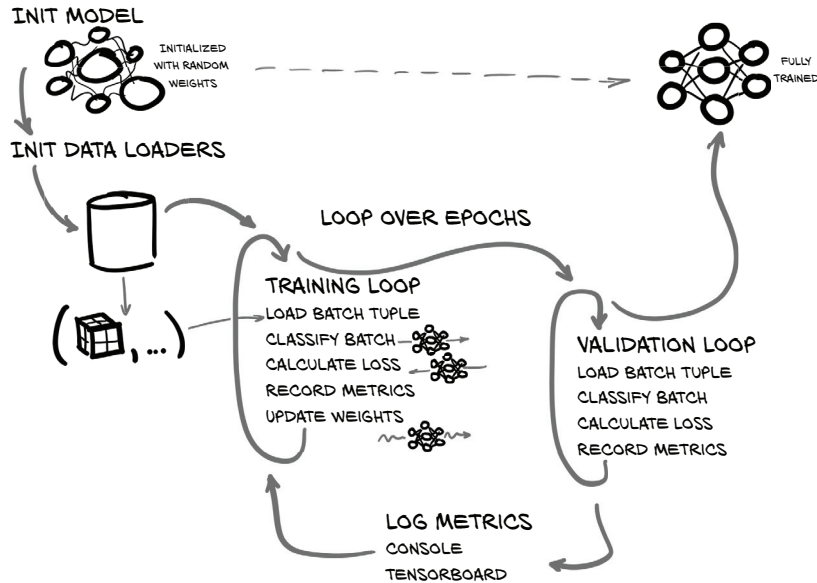 INIT MODEL
INITIALIZED
WITH RANDOM
WEIGHTS
FULLY
TRAINED
INIT DATA LOADERS
LOOP OVER EPOCHS
( , ...)
TRAINING LOOP
LOAD BATCH TUPLE
CLASSIFY BATCH
CALCULATE LOSS
RECORD METRICS
UPDATE WEIGHTS
VALIDATION LOOP
LOAD BATCH TUPLE
CLASSIFY BATCH
CALCULATE LOSS
RECORD METRICS
LOG METRICS
CONSOLE
TENSORBOARD